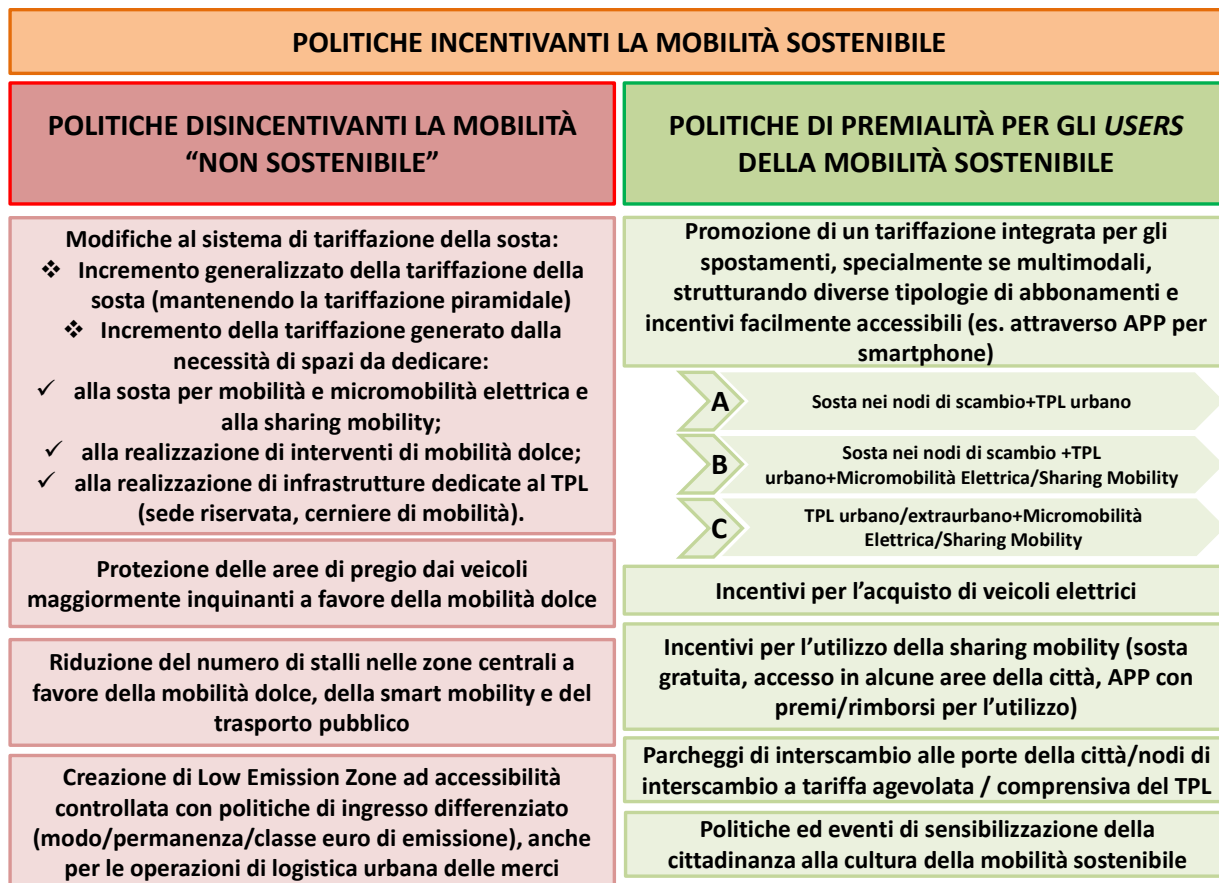 POLITICHE INCENTIVANTI LA MOBILITÀ SOSTENIBILE
POLITICHE DISINCENTIVANTI LA MOBILITÀ
“NON SOSTENIBILE”
Modifiche al sistema di tariffazione della sosta:
❖ Incremento generalizzato della tariffazione della
sosta (mantenendo la tariffazione piramidale)
❖ Incremento della tariffazione generato dalla
necessità di spazi da dedicare:
✓ alla sosta per mobilità e micromobilità elettrica e
alla sharing mobility;
✓ alla realizzazione di interventi di mobilità dolce;
✓ alla realizzazione di infrastrutture dedicate al TPL
(sede riservata, cerniere di mobilità).
Protezione delle aree di pregio dai veicoli
maggiormente inquinanti a favore della mobilità dolce
Riduzione del numero di stalli nelle zone centrali a
favore della mobilità dolce, della smart mobility e del
trasporto pubblico
Creazione di Low Emission Zone ad accessibilità
controllata con politiche di ingresso differenziato
(modo/permanenza/classe euro di emissione), anche
per le operazioni di logistica urbana delle merci
POLITICHE DI PREMIALITÀ PER GLI USERS
DELLA MOBILITÀ SOSTENIBILE
Promozione di un tariffazione integrata per gli
spostamenti, specialmente se multimodali,
strutturando diverse tipologie di abbonamenti e
incentivi facilmente accessibili (es. attraverso APP per
smartphone)
A
Sosta nei nodi di scambio+TPL urbano
B
Sosta nei nodi di scambio +TPL
urbano+Micromobilità Elettrica/Sharing Mobility
C
TPL urbano/extraurbano+Micromobilità
Elettrica/Sharing Mobility
Incentivi per l’acquisto di veicoli elettrici
Incentivi per l’utilizzo della sharing mobility (sosta
gratuita, accesso in alcune aree della città, APP con
premi/rimborsi per l’utilizzo)
Parcheggi di interscambio alle porte della città/nodi di
interscambio a tariffa agevolata / comprensiva del TPL
Politiche ed eventi di sensibilizzazione della
cittadinanza alla cultura della mobilità sostenibile